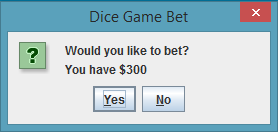 Dice Game Bet
Would you like to bet?
You have $300
Yes No